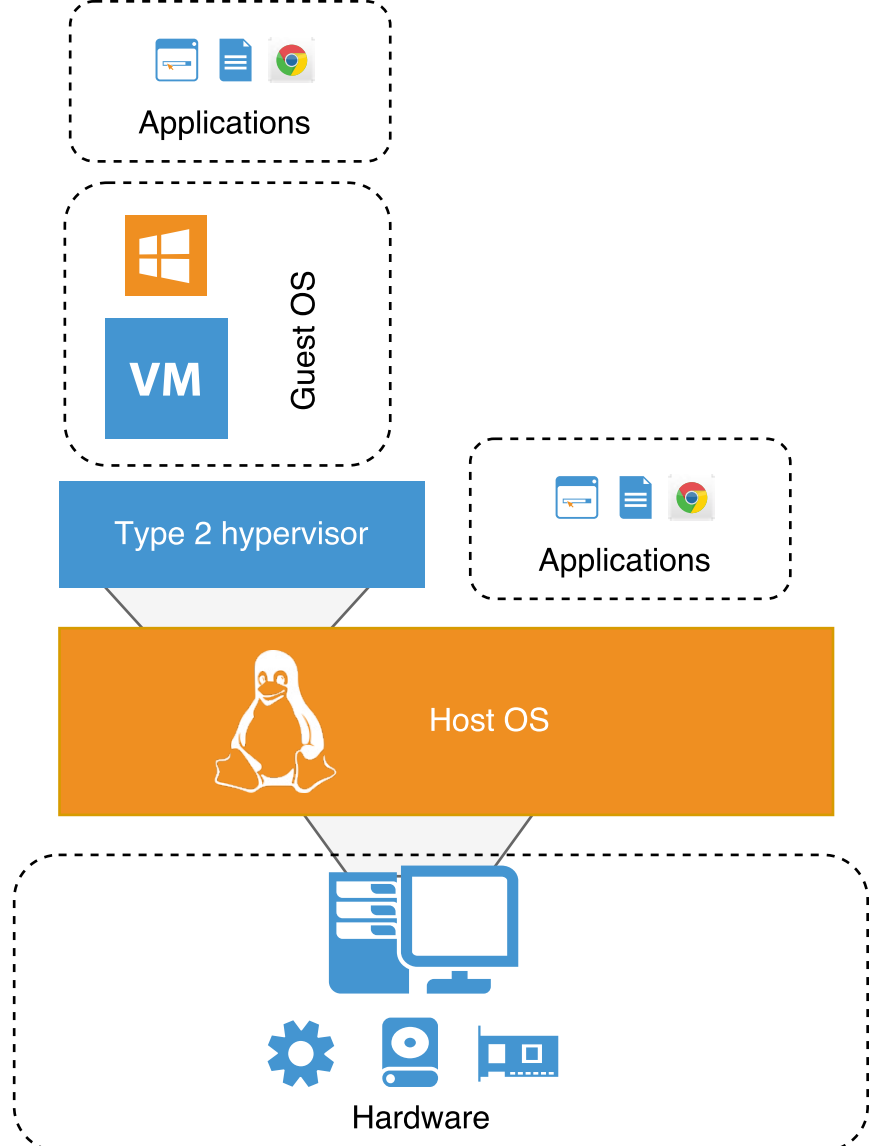 Applications
Guest OS
VM
Type 2 hypervisor
Applications
Host OS
Hardware